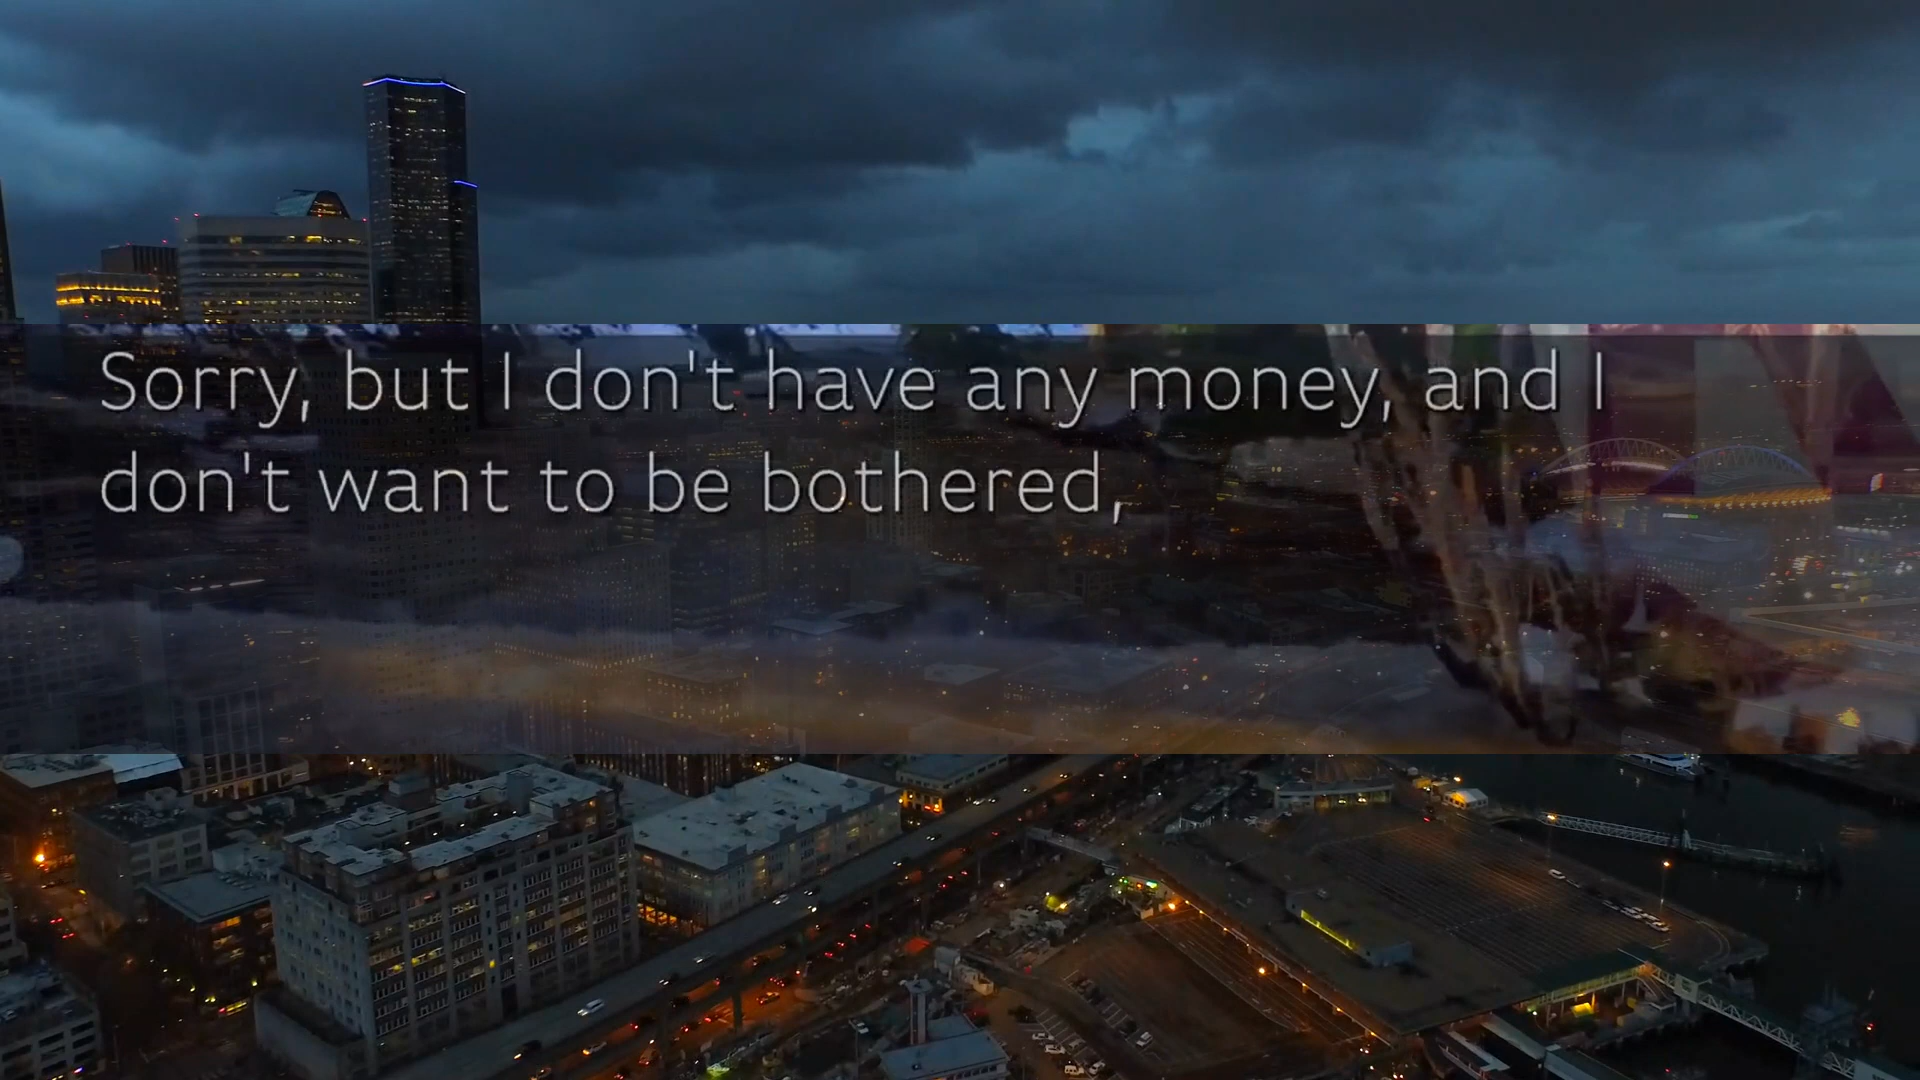 Sorry, but I don't have any money, and I
don't want to be bothered,